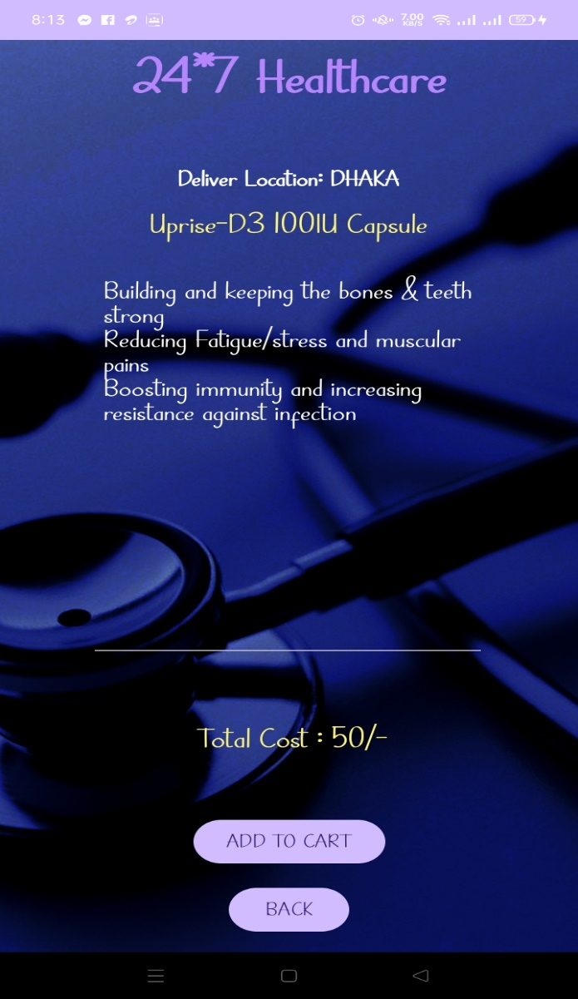 8:13
7.00
KB/S
59
24*7 Healthcare
Deliver Location: DHAKA
Uprise-D3 100IU Capsule
Building and keeping the bones & teeth
strong
Reducing Fatigue/stress and muscular
pains
Boosting immunity and increasing
resistance against infection
Total Cost : 50/-
ADD TO CART
BACK